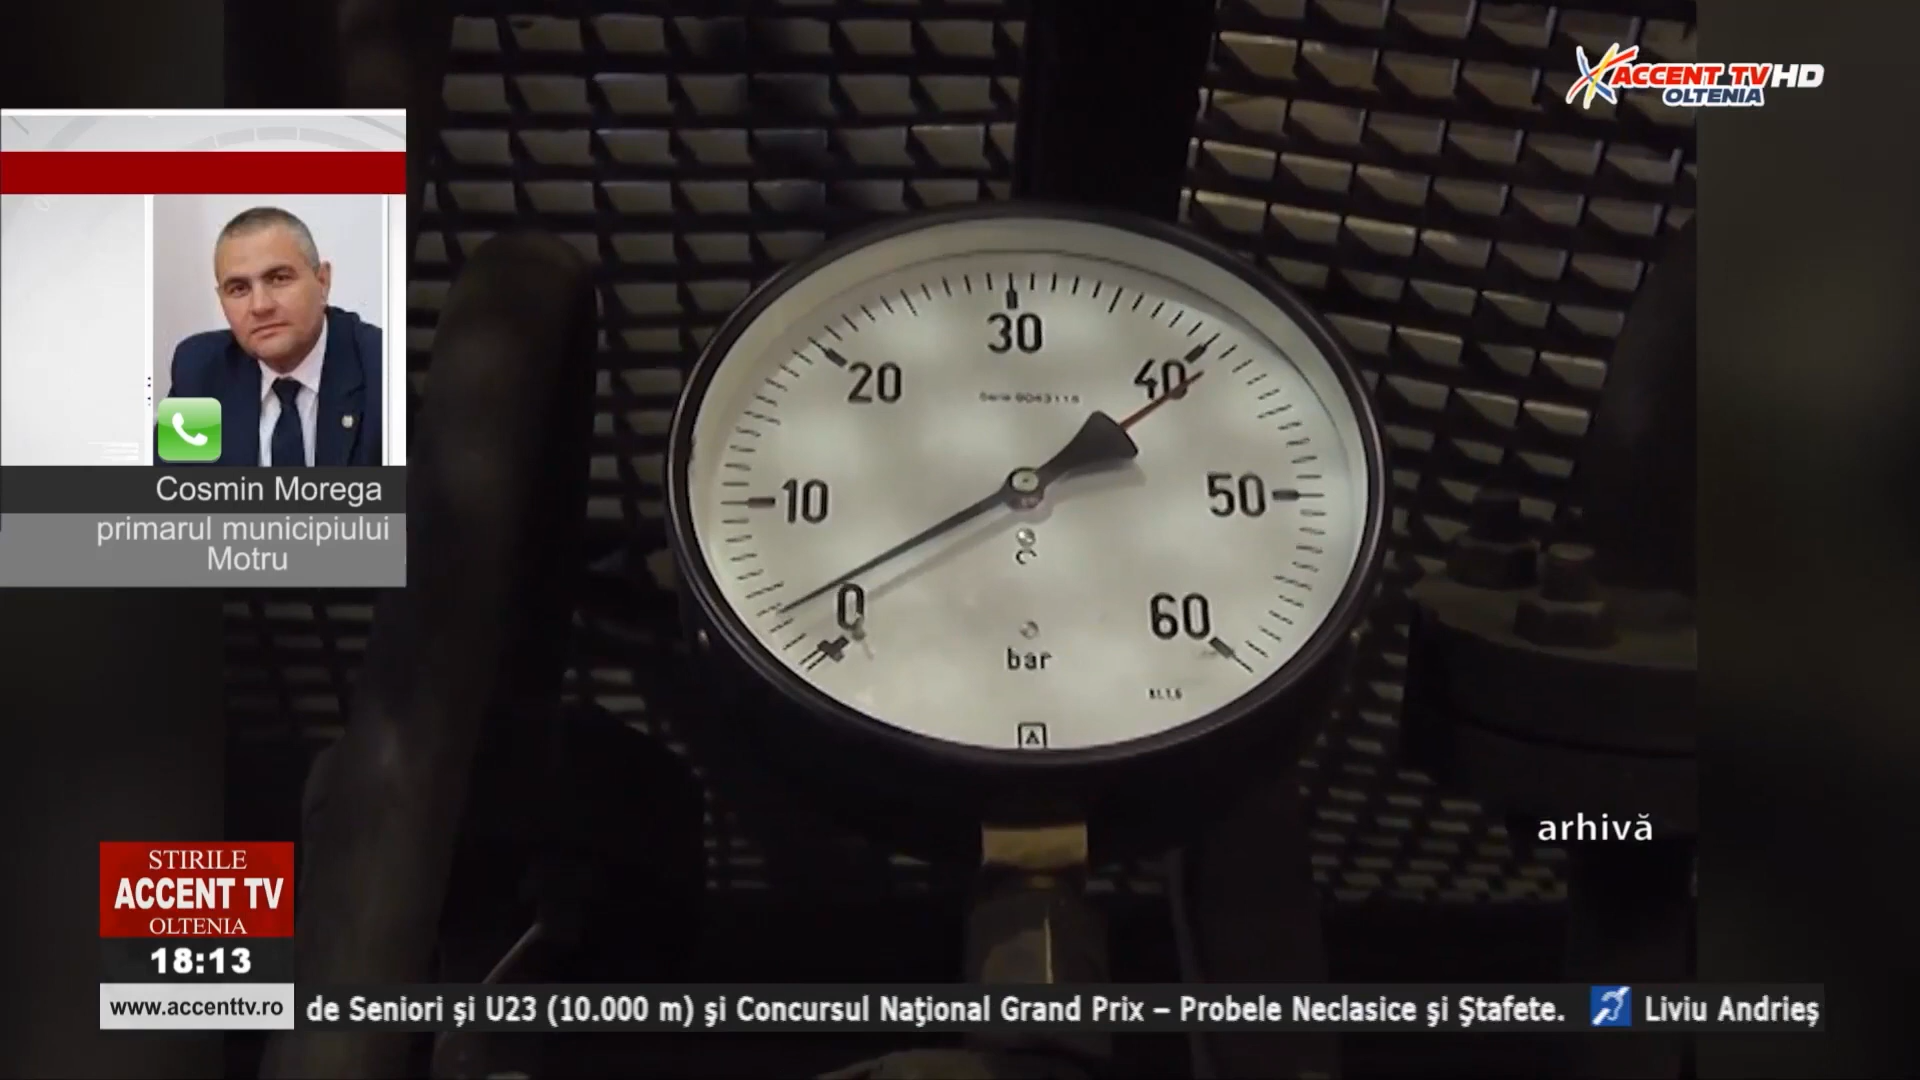 ACCENT TV HD
OLTENIA
Cosmin Morega
primarul municipiului
Motru
0
10
20
30
40
50
60
bar
arhivă
STIRILE
ACCENT TV
OLTENIA
18:13
www.accenttv.ro
de Seniori și U23 (10.000 m) şi Concursul Naţional Grand Prix – Probele Neclasice şi Ştafete.
Liviu Andrieş